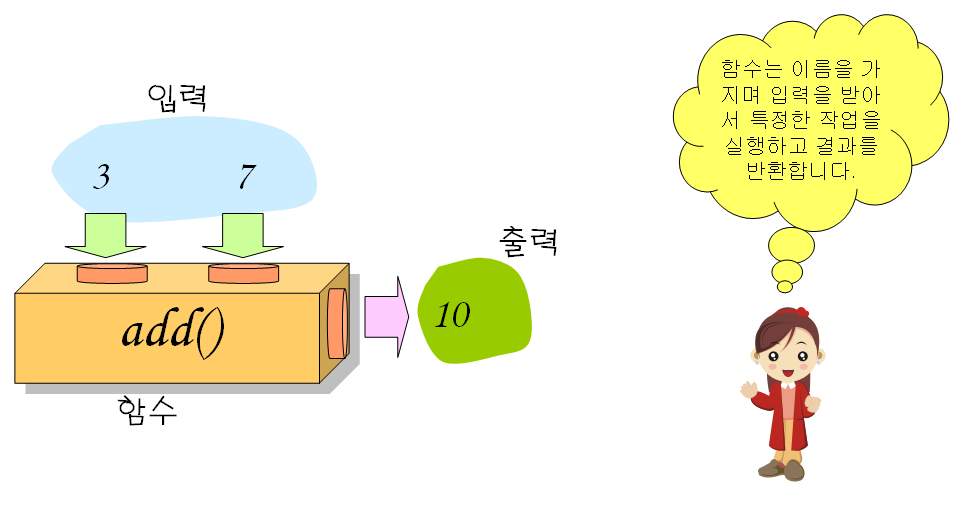 입력
3 7
add()
함수
출력
10
함수는 이름을 가
지며 입력을 받아
서 특정한 작업을
실행하고 결과를
반환합니다.